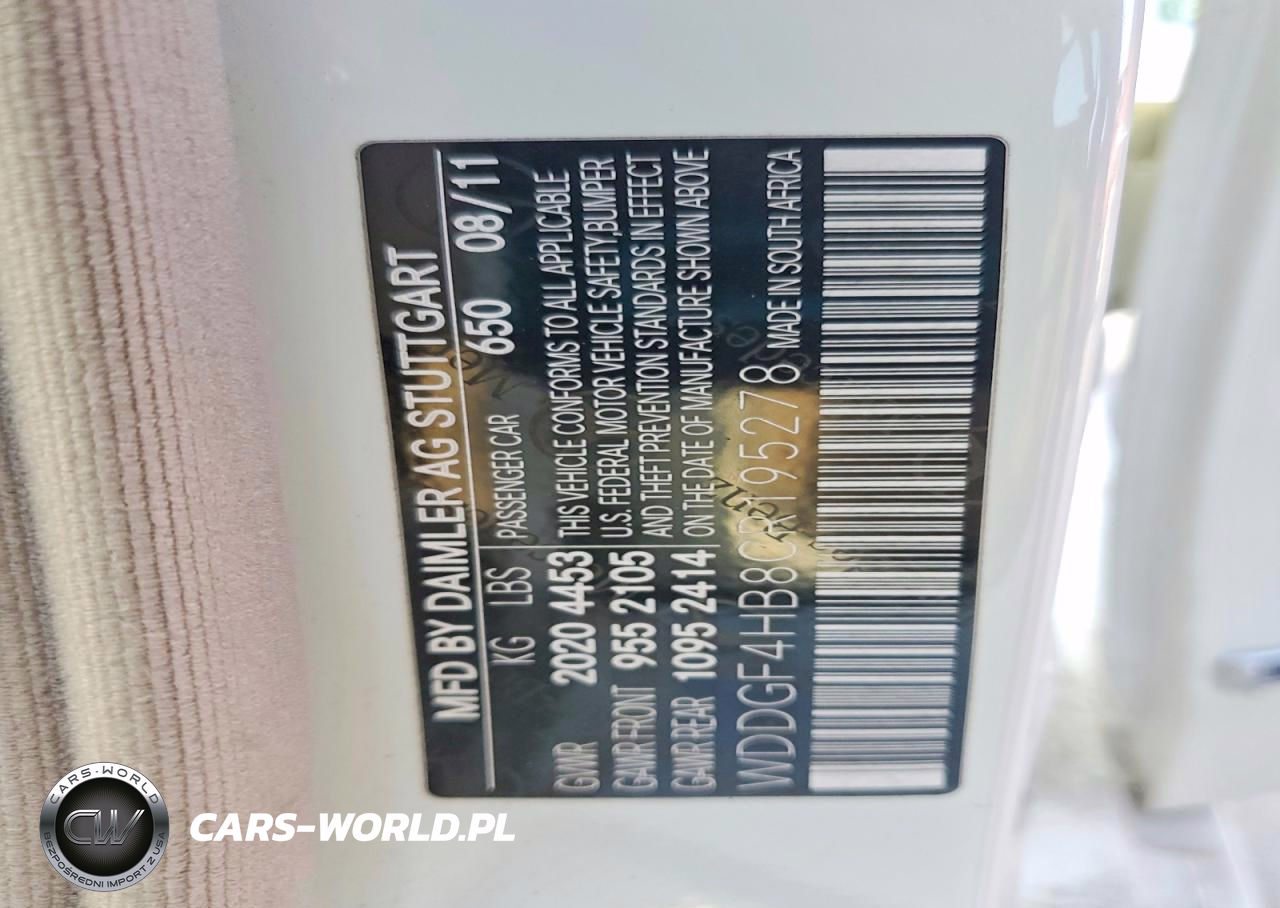 MFD BY DAIMLER AG STUTTGART
KG LBS PASSENGER CAR 650 08/11
GVWR 2020 4453 THIS VEHICLE CONFORMS TO ALL APPLICABLE
GAWR FRONT 955 2105 U.S. FEDERAL MOTOR VEHICLE SAFETY,BUMPER
GAWR REAR 1095 2414 AND THEFT PREVENTION STANDARDS IN EFFECT
ON THE DATE OF MANUFACTURE SHOWN ABOVE
WDDGF4HB8CR195278 MADE IN SOUTH AFRICA
CARS-WORLD
CW
BEZPOŚREDNI IMPORT Z USA
CARS-WORLD.PL